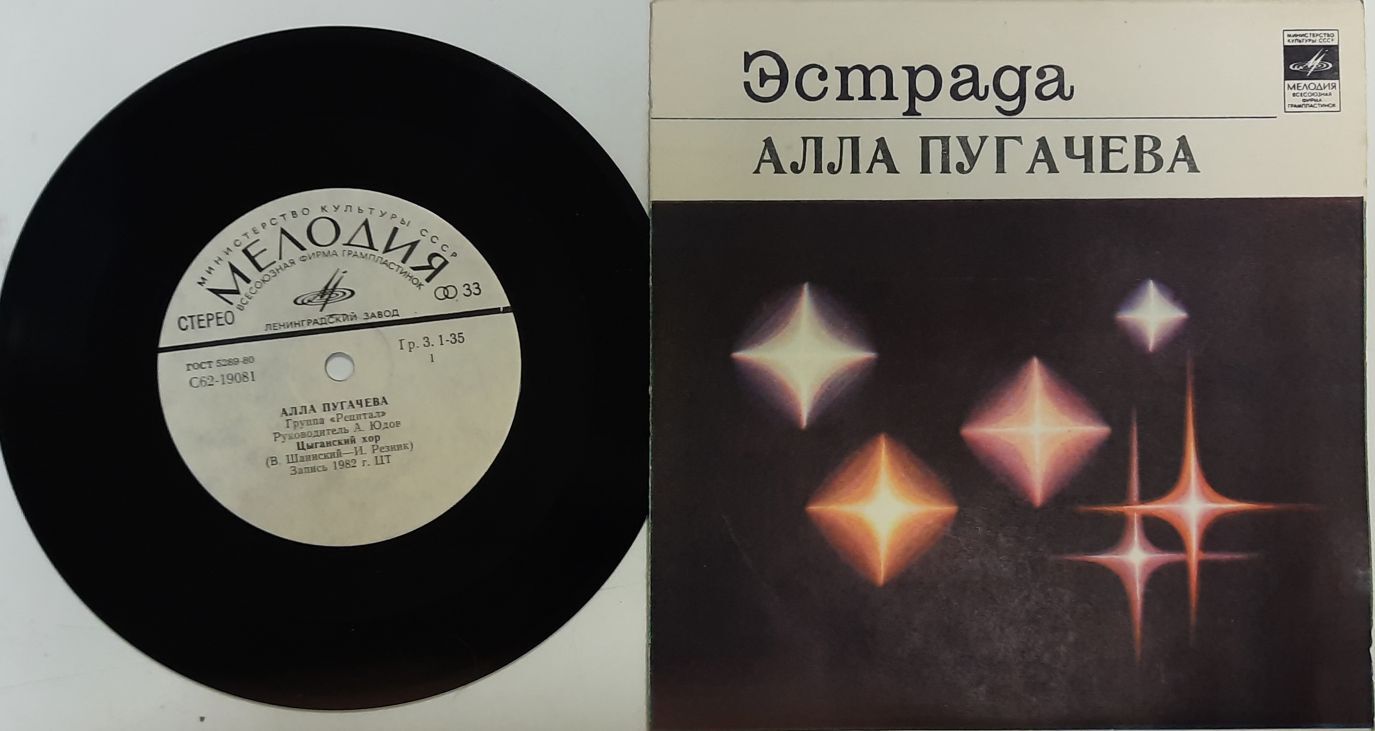 МИНИСТЕРСТВО КУЛЬТУРЫ СССР
МЕЛОДИЯ
ВСЕСОЮЗНАЯ ФИРМА ГРАМПЛАСТИНОК
СТЕРЕО
33
ЛЕНИНГРАДСКИЙ ЗАВОД
ГОСТ 5289-80
Гр. 3. 1-35
С62-19081
1
АЛЛА ПУГАЧЕВА
Группа «Рецитал»
Руководитель А. Юдов
Цыганский хор
(В. Шаинский—И. Резник)
Запись 1982 г. ЦТ
Эстрада
АЛЛА ПУГАЧЕВА
МИНИСТЕРСТВО
КУЛЬТУРЫ СССР
МЕЛОДИЯ
ВСЕСОЮЗНАЯ
ФИРМА
ГРАМПЛАСТИНОК